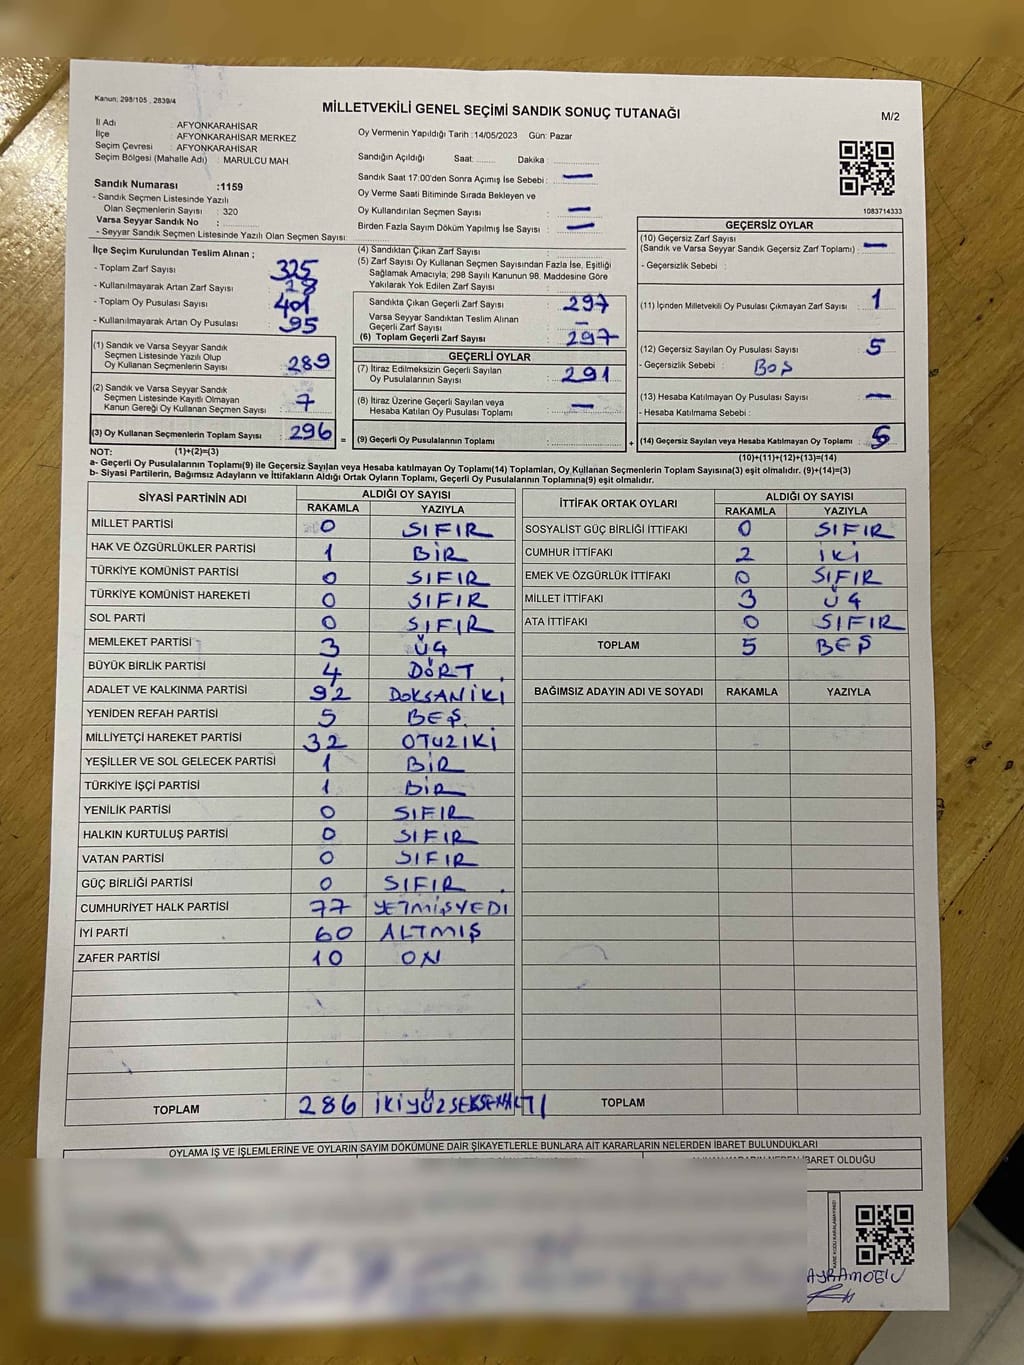 Kanun: 298/105 , 2839/4
MİLLETVEKİLİ GENEL SEÇİMİ SANDIK SONUÇ TUTANAĞI
M/2
İl Adı : AFYONKARAHİSAR
İlçe : AFYONKARAHİSAR MERKEZ
Seçim Çevresi : AFYONKARAHİSAR
Seçim Bölgesi (Mahalle Adı) : MARULCU MAH.
Oy Vermenin Yapıldığı Tarih :14/05/2023 Gün: Pazar
Sandığın Açıldığı Saat: ........ Dakika : ..............
Sandık Saat 17:00'den Sonra Açımış İse Sebebi : —
Oy Verme Saati Bitiminde Sırada Bekleyen ve
Oy Kullandırılan Seçmen Sayısı : —
Birden Fazla Sayım Döküm Yapılmış İse Sayısı : —
Sandık Numarası :1159
- Sandık Seçmen Listesinde Yazılı
Olan Seçmenlerin Sayısı : 320
Varsa Seyyar Sandık No :
- Seyyar Sandık Seçmen Listesinde Yazılı Olan Seçmen Sayısı:
1083714333
İlçe Seçim Kurulundan Teslim Alınan ;
- Toplam Zarf Sayısı : 325
- Kullanılmayarak Artan Zarf Sayısı : 28
- Toplam Oy Pusulası Sayısı : 401
- Kullanılmayarak Artan Oy Pusulası : 95
(1) Sandık ve Varsa Seyyar Sandık
Seçmen Listesinde Yazılı Olup
Oy Kullanan Seçmenlerin Sayısı : 289
(2) Sandık ve Varsa Seyyar Sandık
Seçmen Listesinde Kayıtlı Olmayan
Kanun Gereği Oy Kullanan Seçmen Sayısı : 7
(3) Oy Kullanan Seçmenlerin Toplam Sayısı : 296 =
(1)+(2)=(3)
(4) Sandıktan Çıkan Zarf Sayısı :
(5) Zarf Sayısı Oy Kullanan Seçmen Sayısından Fazla İse, Eşitliği
Sağlamak Amacıyla; 298 Sayılı Kanunun 98. Maddesine Göre
Yakılarak Yok Edilen Zarf Sayısı :
Sandıkta Çıkan Geçerli Zarf Sayısı : 297
Varsa Seyyar Sandıktan Teslim Alınan
Geçerli Zarf Sayısı : —
(6) Toplam Geçerli Zarf Sayısı : 297
GEÇERLİ OYLAR
(7) İtiraz Edilmeksizin Geçerli Sayılan
Oy Pusulalarının Sayısı : 291
(8) İtiraz Üzerine Geçerli Sayılan veya
Hesaba Katılan Oy Pusulası Toplamı : —
(9) Geçerli Oy Pusulalarının Toplamı : +
GEÇERSİZ OYLAR
(10) Geçersiz Zarf Sayısı
(Sandık ve Varsa Seyyar Sandık Geçersiz Zarf Toplamı) : —
- Geçersizlik Sebebi :
(11) İçinden Milletvekili Oy Pusulası Çıkmayan Zarf Sayısı : 1
(12) Geçersiz Sayılan Oy Pusulası Sayısı : 5
- Geçersizlik Sebebi : BOŞ
(13) Hesaba Katılmayan Oy Pusulası Sayısı : —
- Hesaba Katılmama Sebebi :
(14) Geçersiz Sayılan veya Hesaba Katılmayan Oy Toplamı :
(10)+(11)+(12)+(13)=(14)
NOT:
a- Geçerli Oy Pusulalarının Toplamı(9) ile Geçersiz Sayılan veya Hesaba katılmayan Oy Toplamı(14) Toplamları, Oy Kullanan Seçmenlerin Toplam Sayısına(3) eşit olmalıdır. (9)+(14)=(3)
b- Siyasi Partilerin, Bağımsız Adayların ve İttifakların Aldığı Ortak Oyların Toplamı, Geçerli Oy Pusulalarının Toplamına(9) eşit olmalıdır.
SİYASİ PARTİNİN ADI ALDIĞI OY SAYISI
RAKAMLA YAZIYLA
MİLLET PARTİSİ 0 SIFIR
HAK VE ÖZGÜRLÜKLER PARTİSİ 1 BİR
TÜRKİYE KOMÜNİST PARTİSİ 0 SIFIR
TÜRKİYE KOMÜNİST HAREKETİ 0 SIFIR
SOL PARTİ 0 SIFIR
MEMLEKET PARTİSİ 3 ÜÇ
BÜYÜK BİRLİK PARTİSİ 4 DÖRT
ADALET VE KALKINMA PARTİSİ 92 DOKSANİKİ
YENİDEN REFAH PARTİSİ 5 BEŞ
MİLLİYETÇİ HAREKET PARTİSİ 32 OTUZİKİ
YEŞİLLER VE SOL GELECEK PARTİSİ 1 BİR
TÜRKİYE İŞÇİ PARTİSİ 1 BİR
YENİLİK PARTİSİ 0 SIFIR
HALKIN KURTULUŞ PARTİSİ 0 SIFIR
VATAN PARTİSİ 0 SIFIR
GÜÇ BİRLİĞİ PARTİSİ 0 SIFIR
CUMHURİYET HALK PARTİSİ 77 YETMİŞYEDİ
İYİ PARTİ 60 ALTMIŞ
ZAFER PARTİSİ 10 ON
TOPLAM 286 İKİYÜZSEKSENALTI
İTTİFAK ORTAK OYLARI ALDIĞI OY SAYISI
RAKAMLA YAZIYLA
SOSYALİST GÜÇ BİRLİĞİ İTTİFAKI 0 SIFIR
CUMHUR İTTİFAKI 2 İKİ
EMEK VE ÖZGÜRLÜK İTTİFAKI 0 SIFIR
MİLLET İTTİFAKI 3 ÜÇ
ATA İTTİFAKI 0 SIFIR
TOPLAM 5 BEŞ
BAĞIMSIZ ADAYIN ADI VE SOYADI RAKAMLA YAZIYLA
TOPLAM
OYLAMA İŞ VE İŞLEMLERİNE VE OYLARIN SAYIM DÖKÜMÜNE DAİR ŞİKAYETLERLE BUNLARA AİT KARARLARIN NELERDEN İBARET BULUNDUKLARI
İBARET OLDUĞU
AYRAMOĞLU